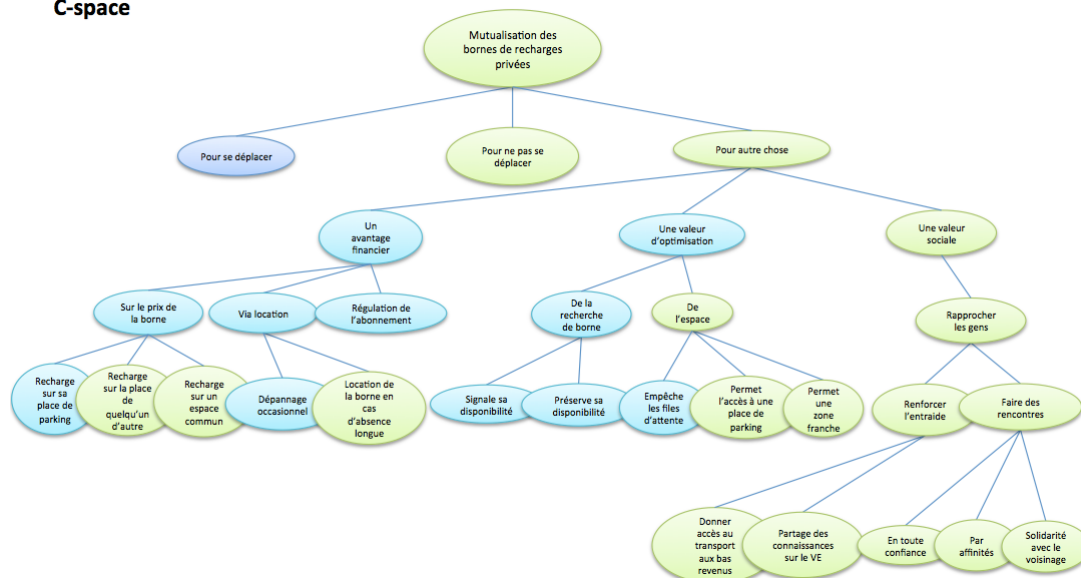 C-space
Mutualisation des
bornes de recharges
privées
Pour se déplacer
Pour ne pas se
déplacer
Pour autre chose
Un
avantage
financier
Une valeur
d'optimisation
Une valeur
sociale
Sur le prix de
la borne
Via location
Régulation de
l'abonnement
De la
recherche
de borne
De
l'espace
Rapprocher
les gens
Recharge
sur sa
place de
parking
Recharge
sur la place
de
quelqu'un
d'autre
Recharge
sur un
espace
commun
Dépannage
occasionnel
Location de
la borne en
cas
d'absence
longue
Signale sa
disponibilité
Préserve sa
disponibilité
Empêche
les files
d'attente
Permet
l'accès à une
place de
parking
Permet
une
zone
franche
Renforcer
l'entraide
Faire des
rencontres
Donner
accès au
transport
aux bas
revenus
Partage des
connaissances
sur le VE
En toute
confiance
Par
affinités
Solidarité
avec le
voisinage